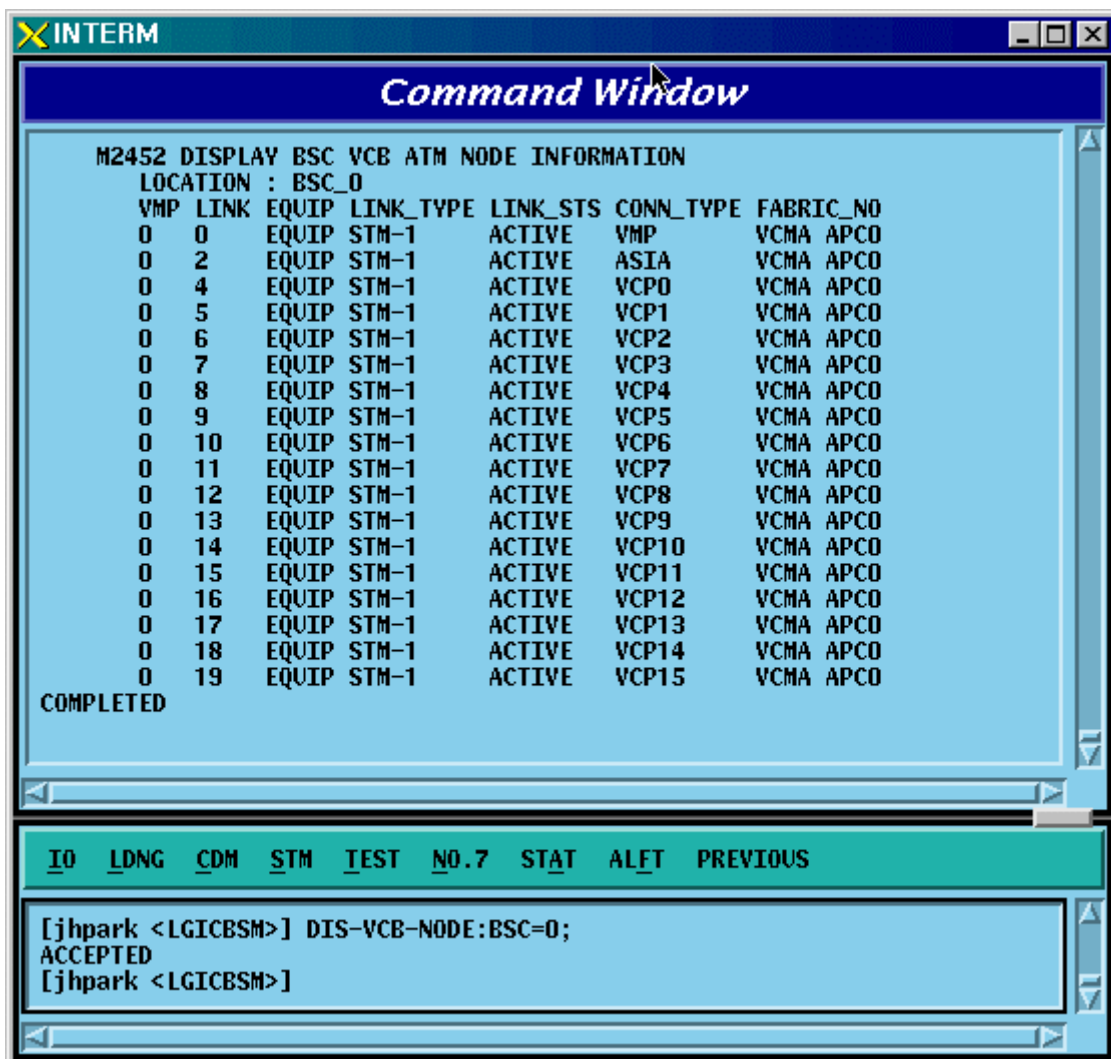 INTERM
Command Window
M2452 DISPLAY BSC VCB ATM NODE INFORMATION
LOCATION : BSC_0
VMP LINK EQUIP LINK_TYPE LINK_STS CONN_TYPE FABRIC_NO
0 0 EQUIP STM-1 ACTIVE VMP VCMA APC0
0 2 EQUIP STM-1 ACTIVE ASIA VCMA APC0
0 4 EQUIP STM-1 ACTIVE VCP0 VCMA APC0
0 5 EQUIP STM-1 ACTIVE VCP1 VCMA APC0
0 6 EQUIP STM-1 ACTIVE VCP2 VCMA APC0
0 7 EQUIP STM-1 ACTIVE VCP3 VCMA APC0
0 8 EQUIP STM-1 ACTIVE VCP4 VCMA APC0
0 9 EQUIP STM-1 ACTIVE VCP5 VCMA APC0
0 10 EQUIP STM-1 ACTIVE VCP6 VCMA APC0
0 11 EQUIP STM-1 ACTIVE VCP7 VCMA APC0
0 12 EQUIP STM-1 ACTIVE VCP8 VCMA APC0
0 13 EQUIP STM-1 ACTIVE VCP9 VCMA APC0
0 14 EQUIP STM-1 ACTIVE VCP10 VCMA APC0
0 15 EQUIP STM-1 ACTIVE VCP11 VCMA APC0
0 16 EQUIP STM-1 ACTIVE VCP12 VCMA APC0
0 17 EQUIP STM-1 ACTIVE VCP13 VCMA APC0
0 18 EQUIP STM-1 ACTIVE VCP14 VCMA APC0
0 19 EQUIP STM-1 ACTIVE VCP15 VCMA APC0
COMPLETED
IO LDNG CDM STM TEST NO.7 STAT ALFT PREVIOUS
[jhpark <LGICBSM>] DIS-VCB-NODE:BSC=0;
ACCEPTED
[jhpark <LGICBSM>]